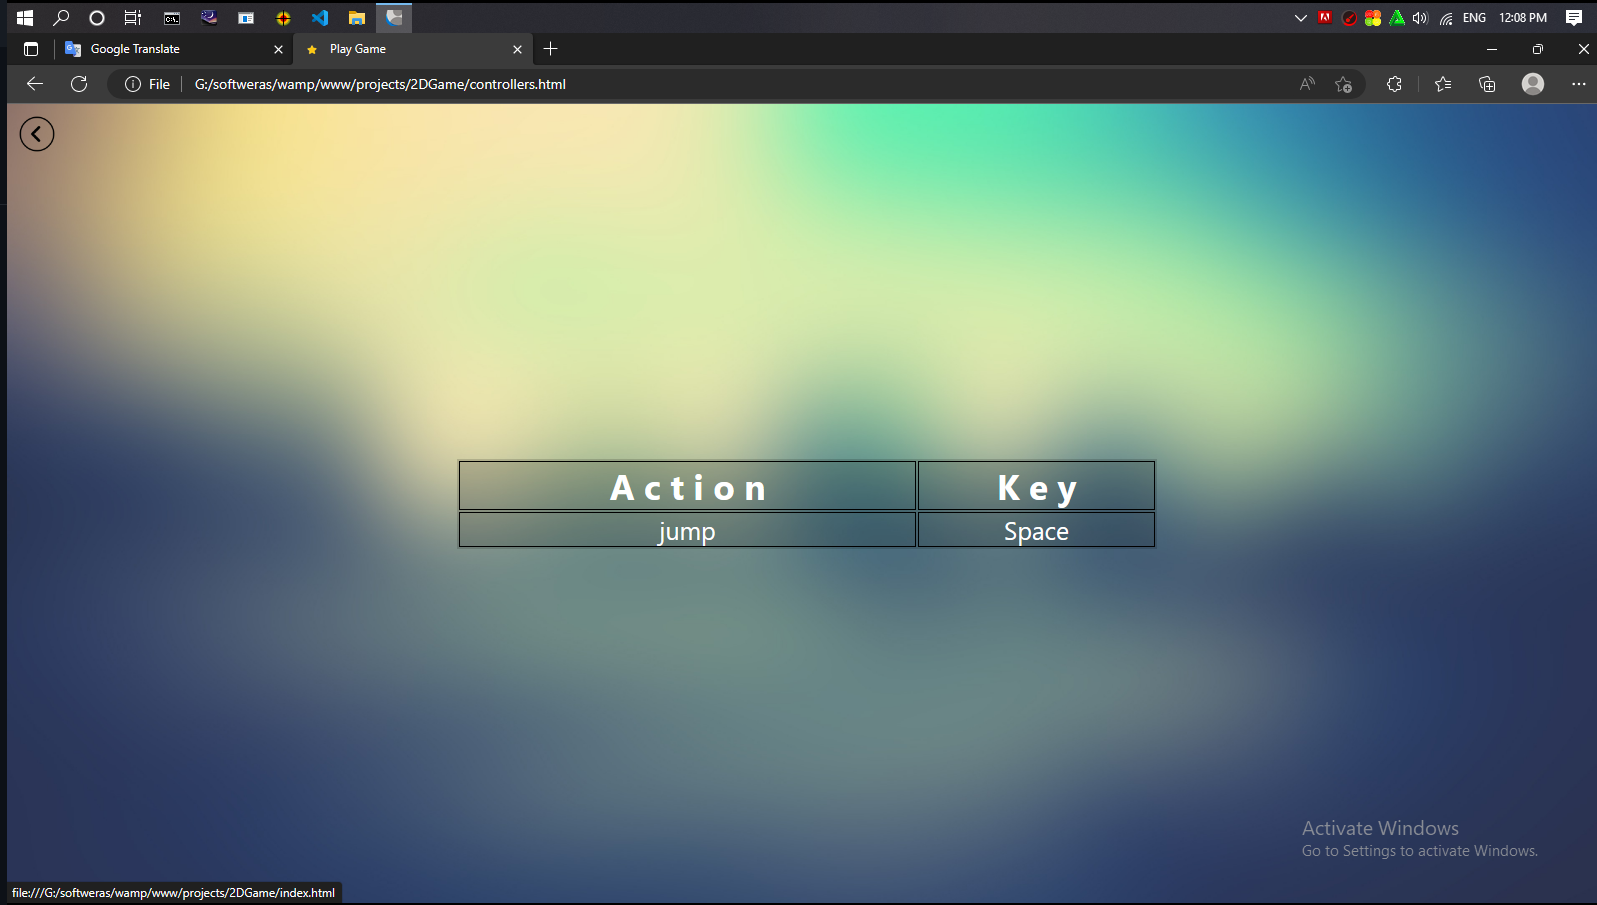 ENG 12:08 PM
Google Translate
Play Game
File G:/softweras/wamp/www/projects/2DGame/controllers.html
Action Key
jump Space
Activate Windows
Go to Settings to activate Windows.
file:///G:/softweras/wamp/www/projects/2DGame/index.html